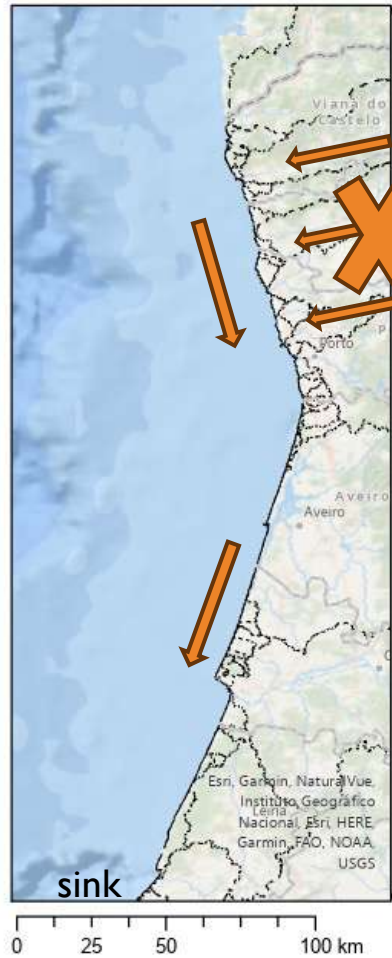 Viana do
Castelo
Porto
P
Aveiro
Aveiro
Esri, Garmin, NaturalVue,
Instituto Geográfico
Leiria
Nacional, Esri, HERE,
Garmin, FAO, NOAA,
USGS
sink
0 25 50 100 km